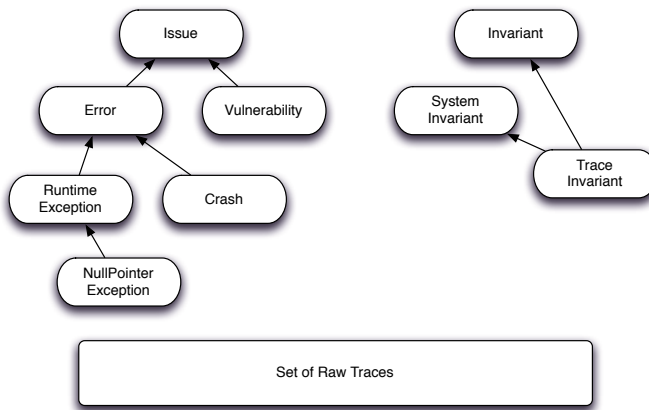 Issue
Invariant
Error
Vulnerability
System
Invariant
Trace
Invariant
Runtime
Exception
Crash
NullPointer
Exception
Set of Raw Traces